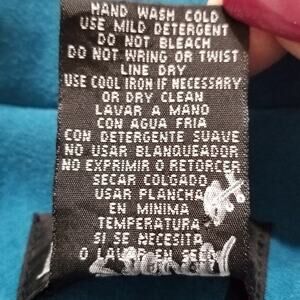 HAND WASH COLD
USE MILD DETERGENT
DO NOT BLEACH
DO NOT WRING OR TWIST
LINE DRY
USE COOL IRON IF NECESSARY
OR DRY CLEAN
LAVAR A MANO
CON AGUA FRIA
CON DETERGENTE SUAVE
NO USAR BLANQUEADOR
NO EXPRIMIR O RETORCER
SECAR COLGADO
USAR PLANCHA
EN MINIMA
TEMPERATURA
SI SE NECESITA
O LAVAR EN